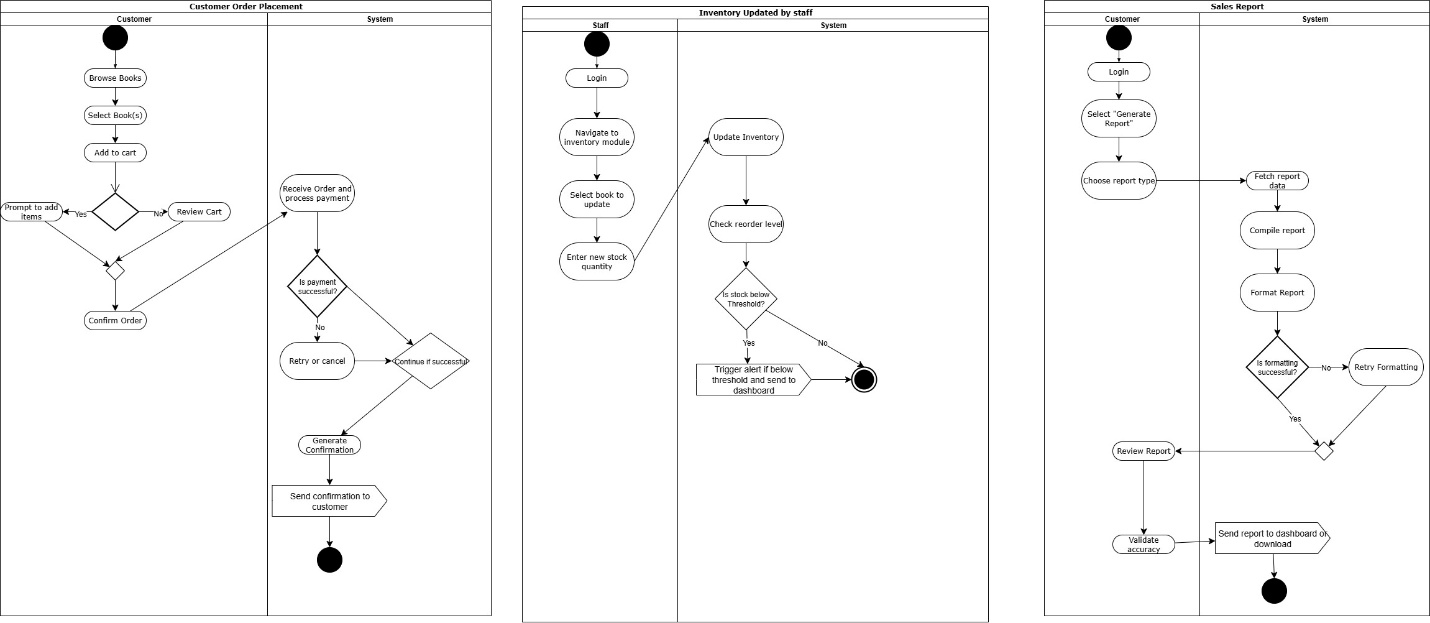 Customer Order Placement
Customer
System
Browse Books
Select Book(s)
Add to cart
Prompt to add
items
Yes
No
Review Cart
Confirm Order
Receive Order and
process payment
Is payment
successful?
No
Retry or cancel
Continue if successful
Generate
Confirmation
Send confirmation to
customer
Inventory Updated by staff
Staff
System
Login
Navigate to
inventory module
Select book to
update
Enter new stock
quantity
Update Inventory
Check reorder level
Is stock below
Threshold?
Yes
No
Trigger alert if below
threshold and send to
dashboard
Sales Report
Customer
System
Login
Select "Generate
Report"
Choose report type
Fetch report
data
Compile report
Format Report
Is formatting
successful?
No
Retry Formatting
Yes
Review Report
Validate
accuracy
Send report to dashboard or
download